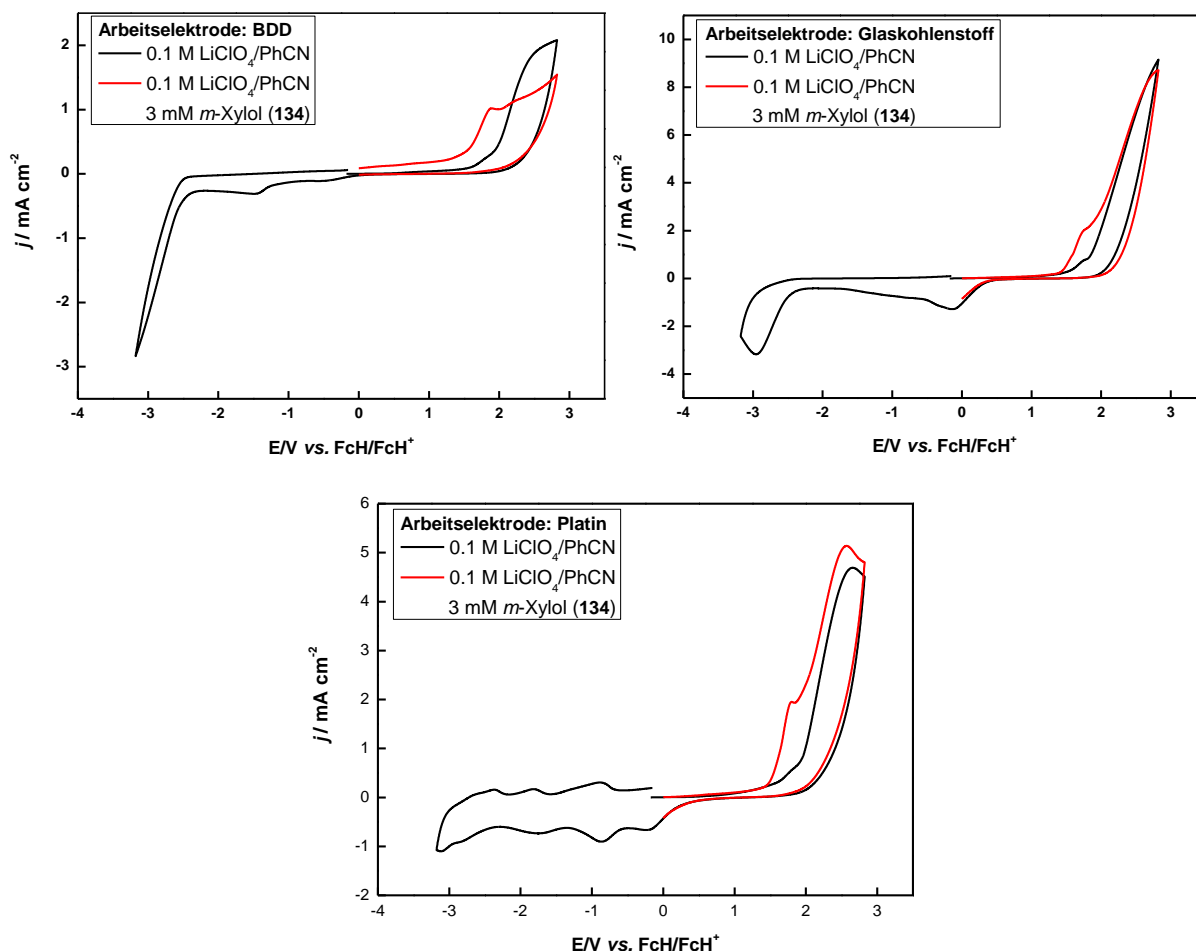 Arbeitselektrode: BDD
0.1 M LiClO₄/PhCN
0.1 M LiClO₄/PhCN
3 mM m-Xylol (134)
2
1
0
-1
-2
-3
j / mA cm⁻²
-4 -3 -2 -1 0 1 2 3
E/V vs. FcH/FcH⁺
Arbeitselektrode: Glaskohlenstoff
0.1 M LiClO₄/PhCN
0.1 M LiClO₄/PhCN
3 mM m-Xylol (134)
10
8
6
4
2
0
-2
-4
j / mA cm⁻²
-4 -3 -2 -1 0 1 2 3
E/V vs. FcH/FcH⁺
Arbeitselektrode: Platin
0.1 M LiClO₄/PhCN
0.1 M LiClO₄/PhCN
3 mM m-Xylol (134)
6
5
4
3
2
1
0
-1
-2
j / mA cm⁻²
-4 -3 -2 -1 0 1 2 3
E/V vs. FcH/FcH⁺